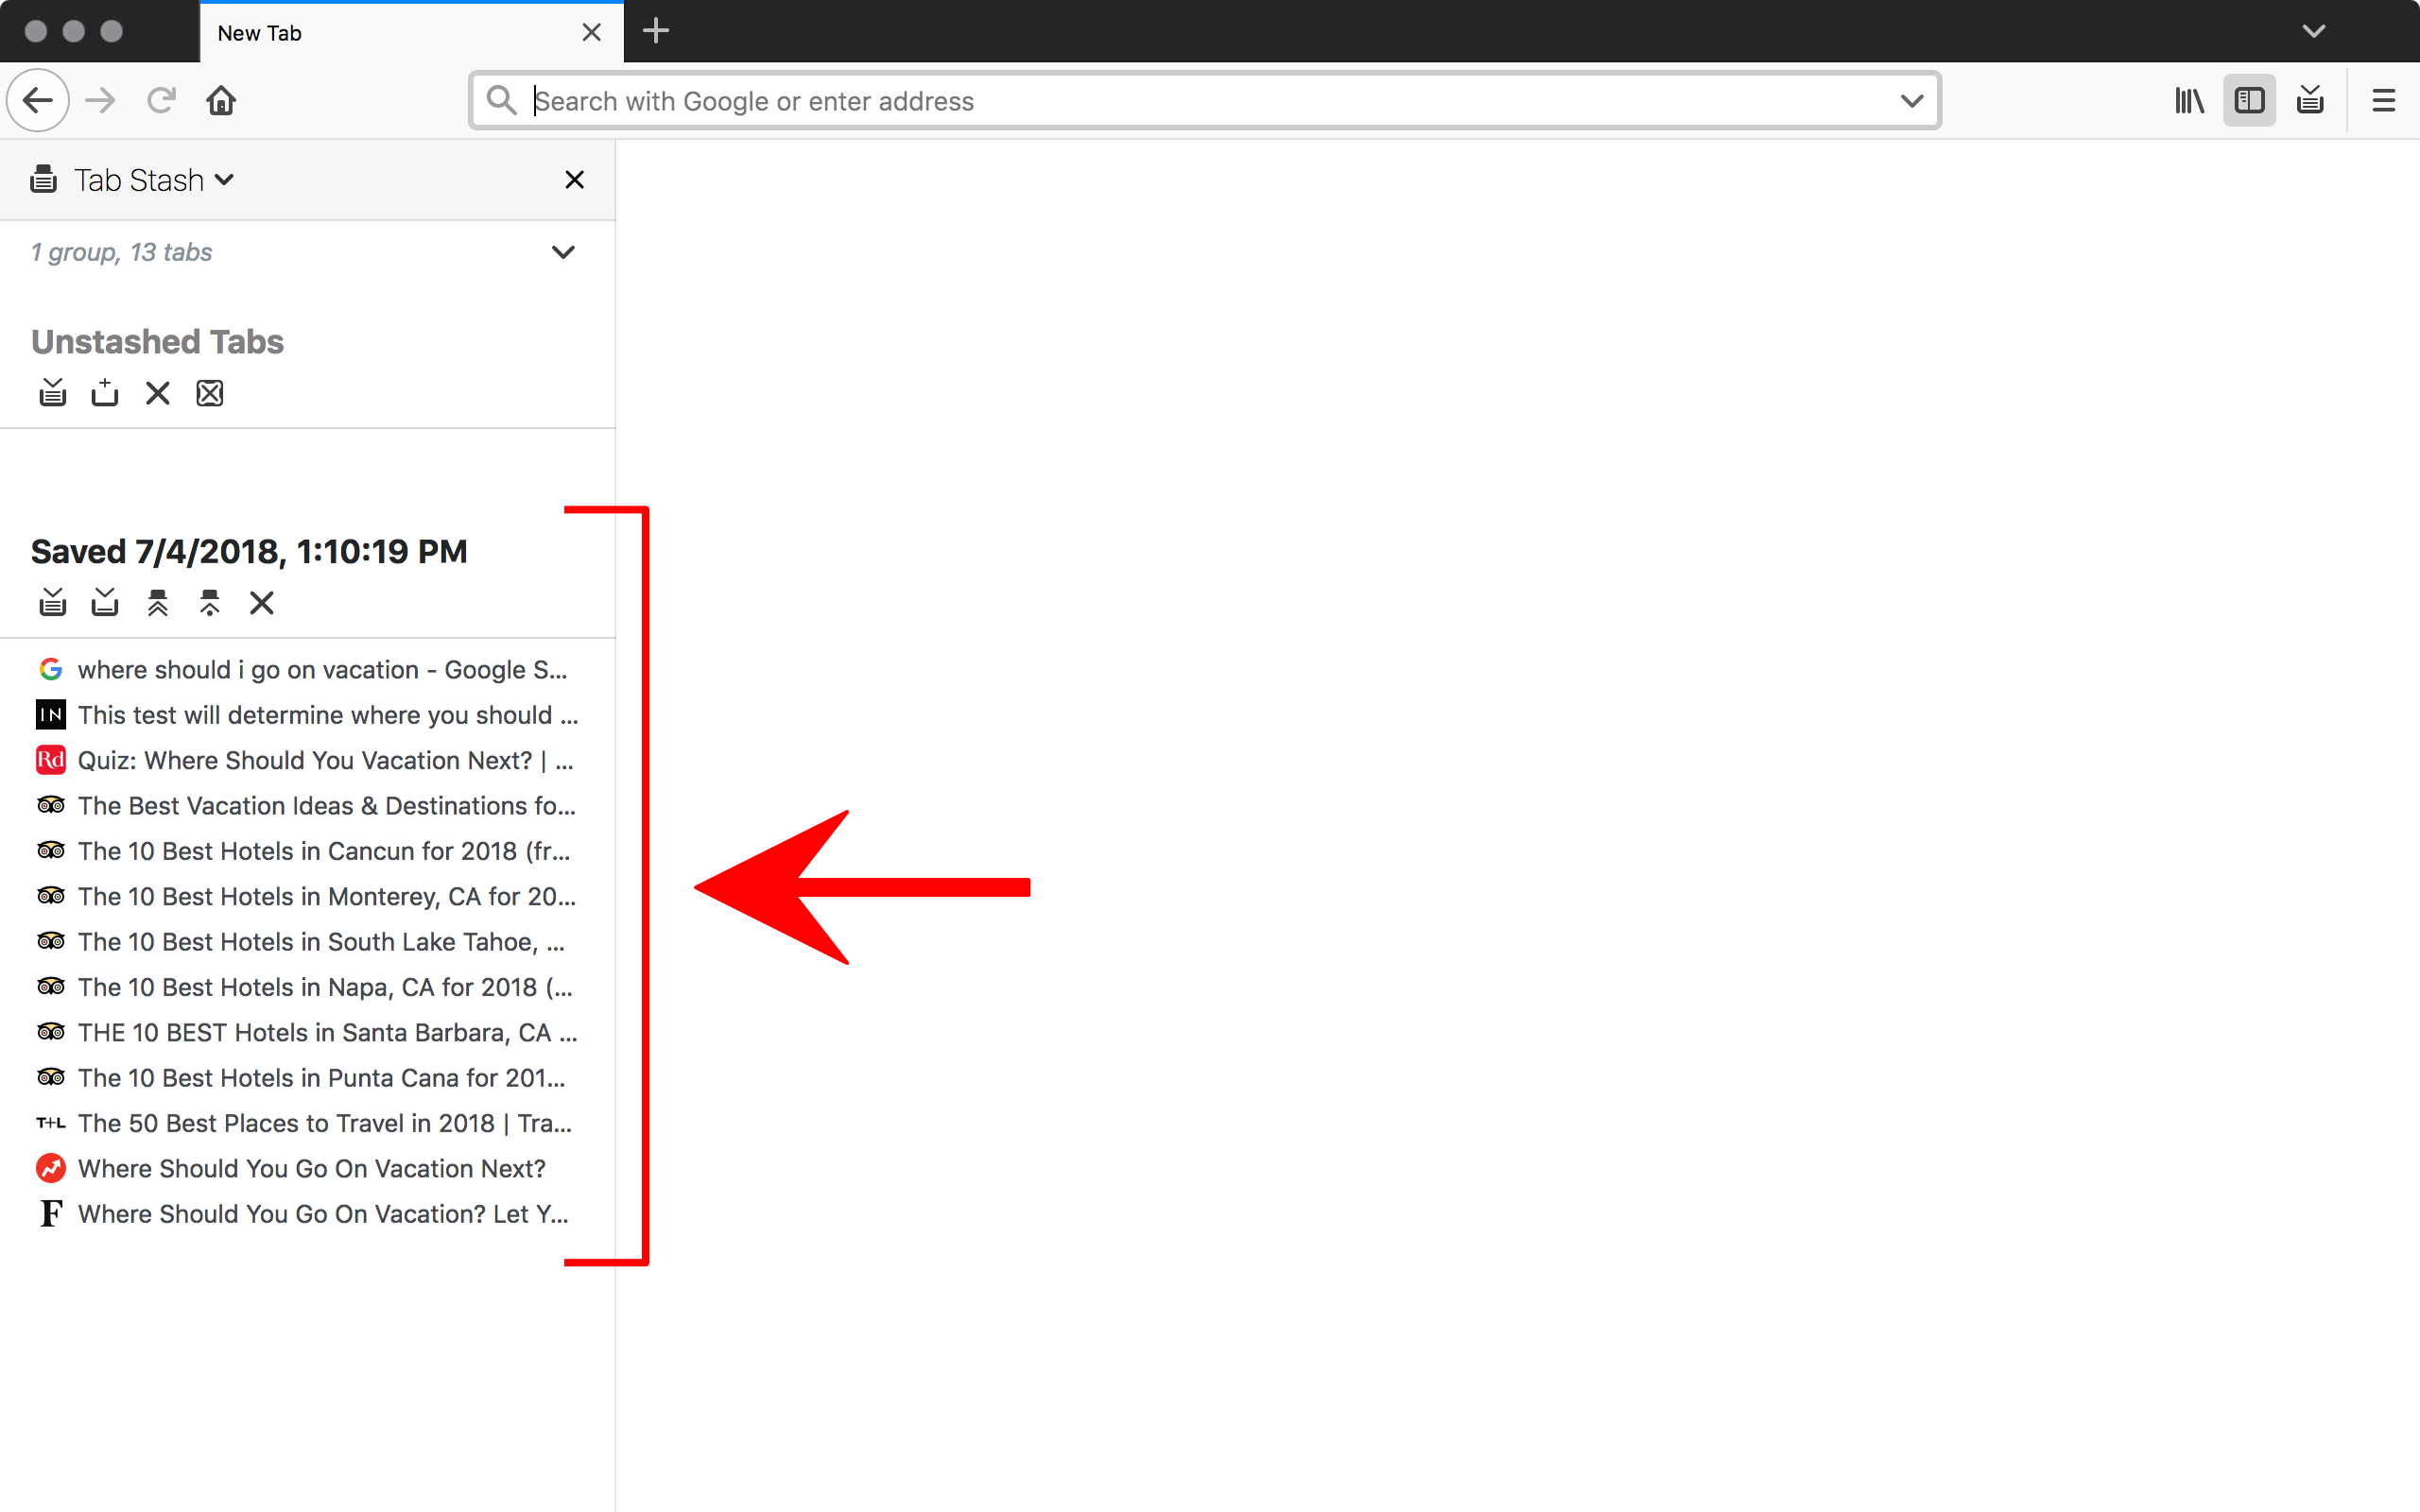 New Tab
Search with Google or enter address
Tab Stash
1 group, 13 tabs
Unstashed Tabs
Saved 7/4/2018, 1:10:19 PM
where should i go on vacation - Google S...
IN This test will determine where you should ...
Rd Quiz: Where Should You Vacation Next? | ...
The Best Vacation Ideas & Destinations fo...
The 10 Best Hotels in Cancun for 2018 (fr...
The 10 Best Hotels in Monterey, CA for 20...
The 10 Best Hotels in South Lake Tahoe, ...
The 10 Best Hotels in Napa, CA for 2018 (...
THE 10 BEST Hotels in Santa Barbara, CA ...
The 10 Best Hotels in Punta Cana for 201...
T+L The 50 Best Places to Travel in 2018 | Tra...
Where Should You Go On Vacation Next?
F Where Should You Go On Vacation? Let Y...